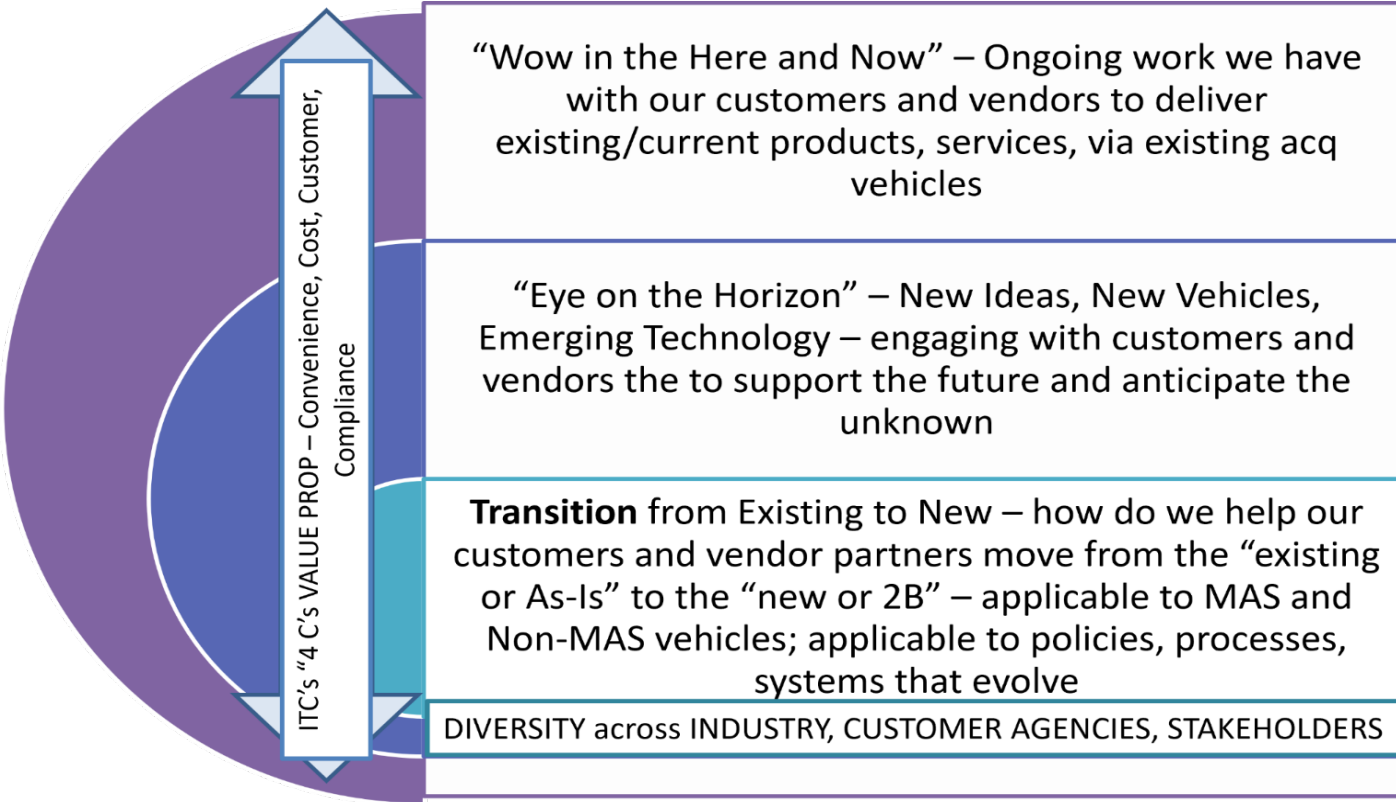 ITC’s “4 C’s VALUE PROP – Convenience, Cost, Customer,
Compliance
“Wow in the Here and Now” – Ongoing work we have
with our customers and vendors to deliver
existing/current products, services, via existing acq
vehicles
“Eye on the Horizon” – New Ideas, New Vehicles,
Emerging Technology – engaging with customers and
vendors the to support the future and anticipate the
unknown
Transition from Existing to New – how do we help our
customers and vendor partners move from the “existing
or As-Is” to the “new or 2B” – applicable to MAS and
Non-MAS vehicles; applicable to policies, processes,
systems that evolve
DIVERSITY across INDUSTRY, CUSTOMER AGENCIES, STAKEHOLDERS